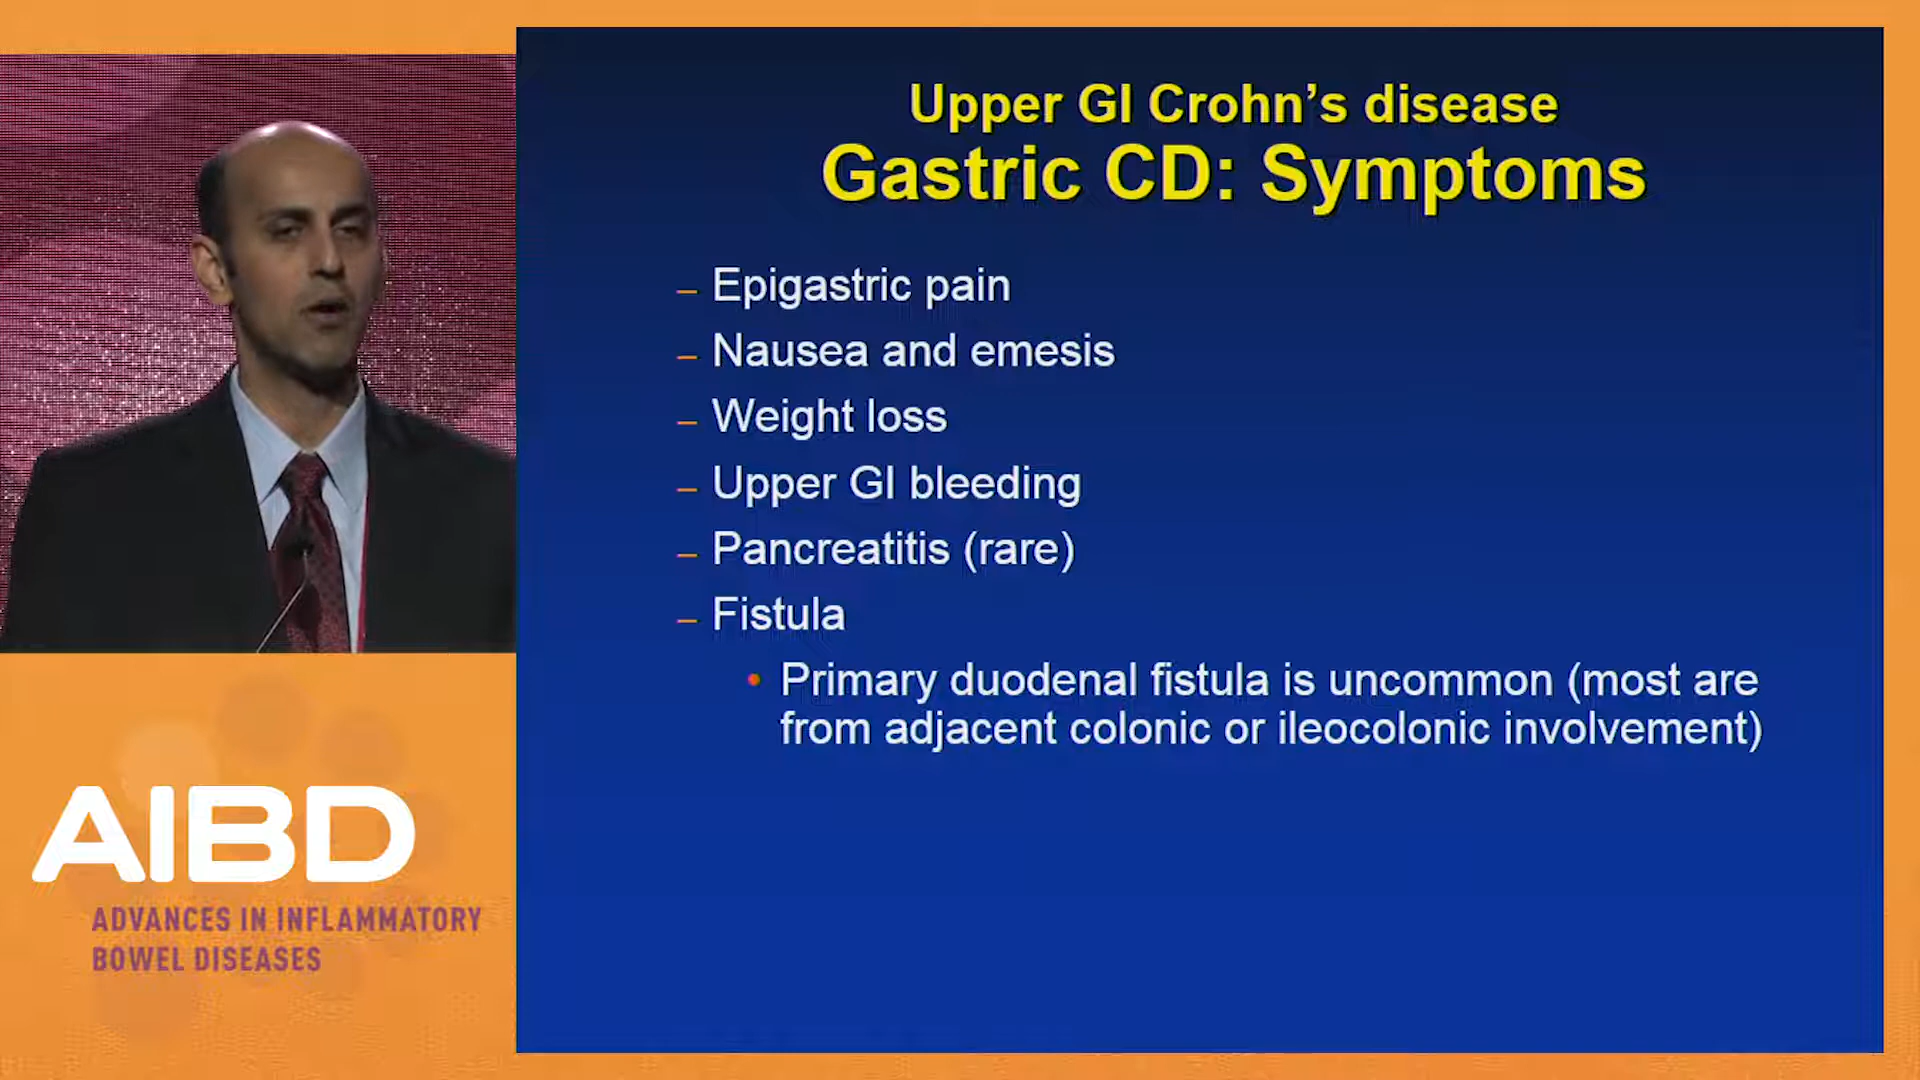 Upper GI Crohn’s disease
Gastric CD: Symptoms
– Epigastric pain
– Nausea and emesis
– Weight loss
– Upper GI bleeding
– Pancreatitis (rare)
– Fistula
• Primary duodenal fistula is uncommon (most are
from adjacent colonic or ileocolonic involvement)
AIBD
ADVANCES IN INFLAMMATORY
BOWEL DISEASES